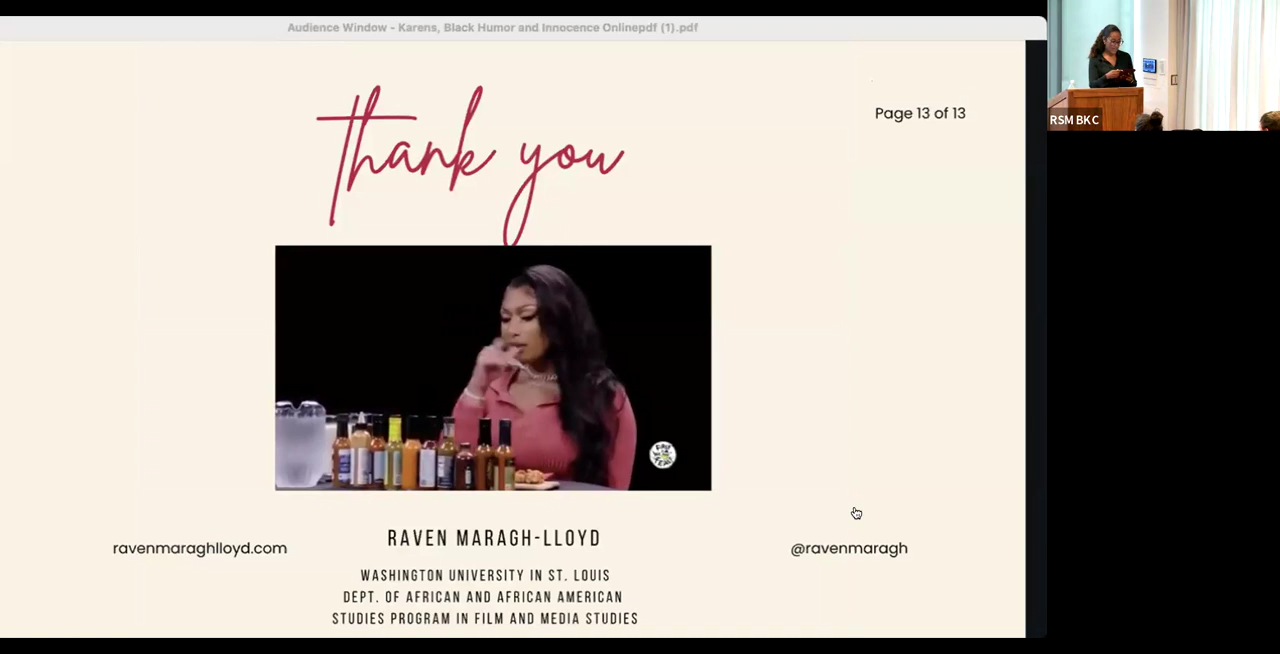 Audience Window - Karens, Black Humor and Innocence Onlinepdf (1).pdf
thank you
Page 13 of 13
RSM BKC
RAVEN MARAGH-LLOYD
ravenmaraghlloyd.com
@ravenmaragh
WASHINGTON UNIVERSITY IN ST. LOUIS
DEPT. OF AFRICAN AND AFRICAN AMERICAN
STUDIES PROGRAM IN FILM AND MEDIA STUDIES